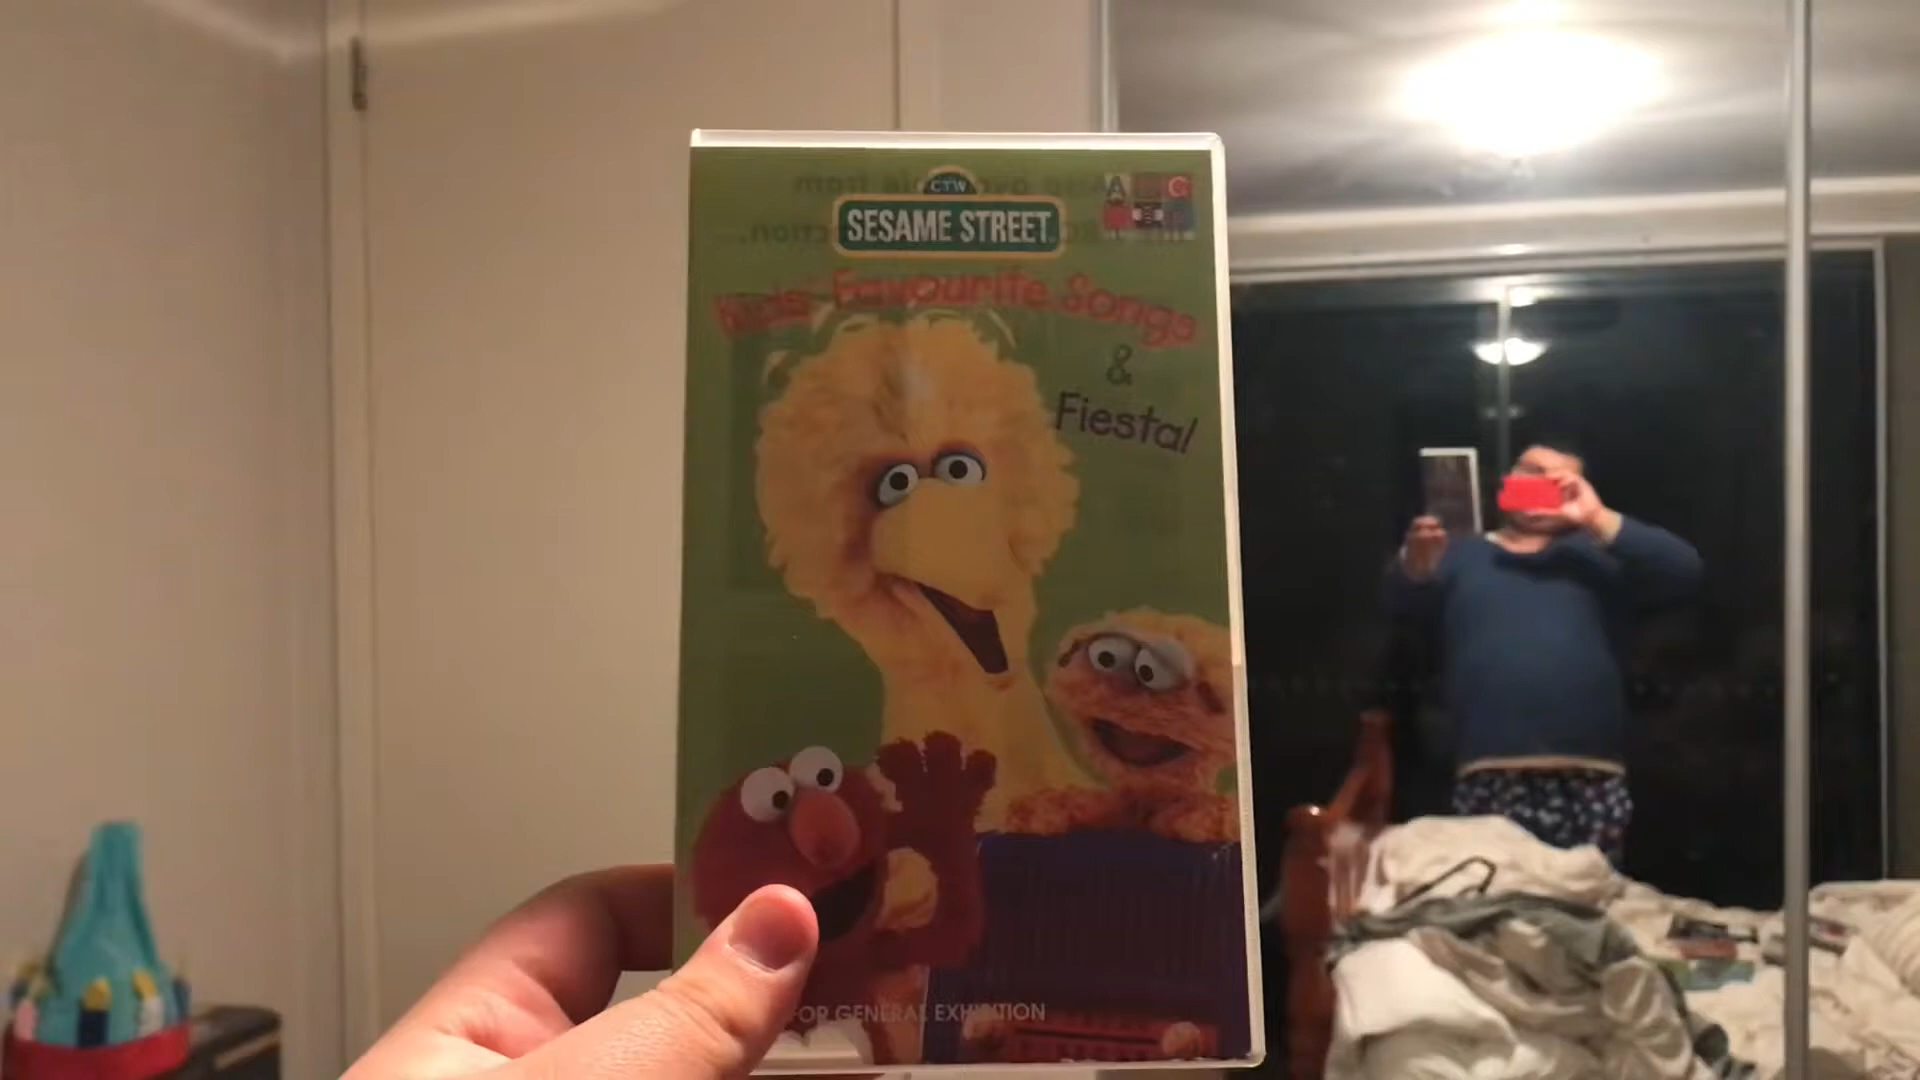 CTW
SESAME STREET
Kids' Favourite Songs
&
Fiesta!
FOR GENERAL EXHIBITION